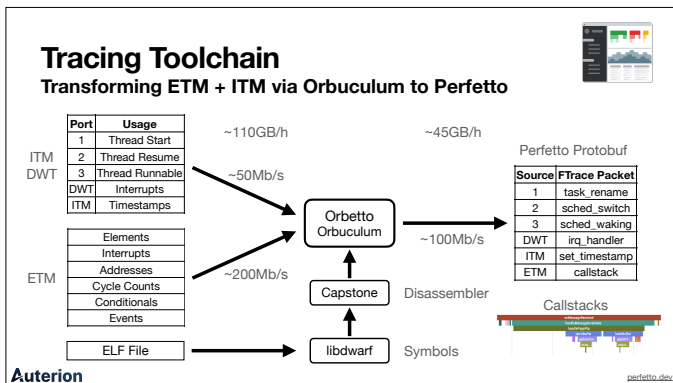 Tracing Toolchain
Transforming ETM + ITM via Orbuculum to Perfetto
ITM
DWT
Port Usage
1 Thread Start
2 Thread Resume
3 Thread Runnable
DWT Interrupts
ITM Timestamps
~110GB/h
~45GB/h
~50Mb/s
Orbetto
Orbuculum
~100Mb/s
Perfetto Protobuf
Source FTrace Packet
1 task_rename
2 sched_switch
3 sched_waking
DWT irq_handler
ITM set_timestamp
ETM callstack
ETM
Elements
Interrupts
Addresses
Cycle Counts
Conditionals
Events
~200Mb/s
Capstone
Disassembler
Callstacks
ELF File
libdwarf
Symbols
Auterion
perfetto.dev